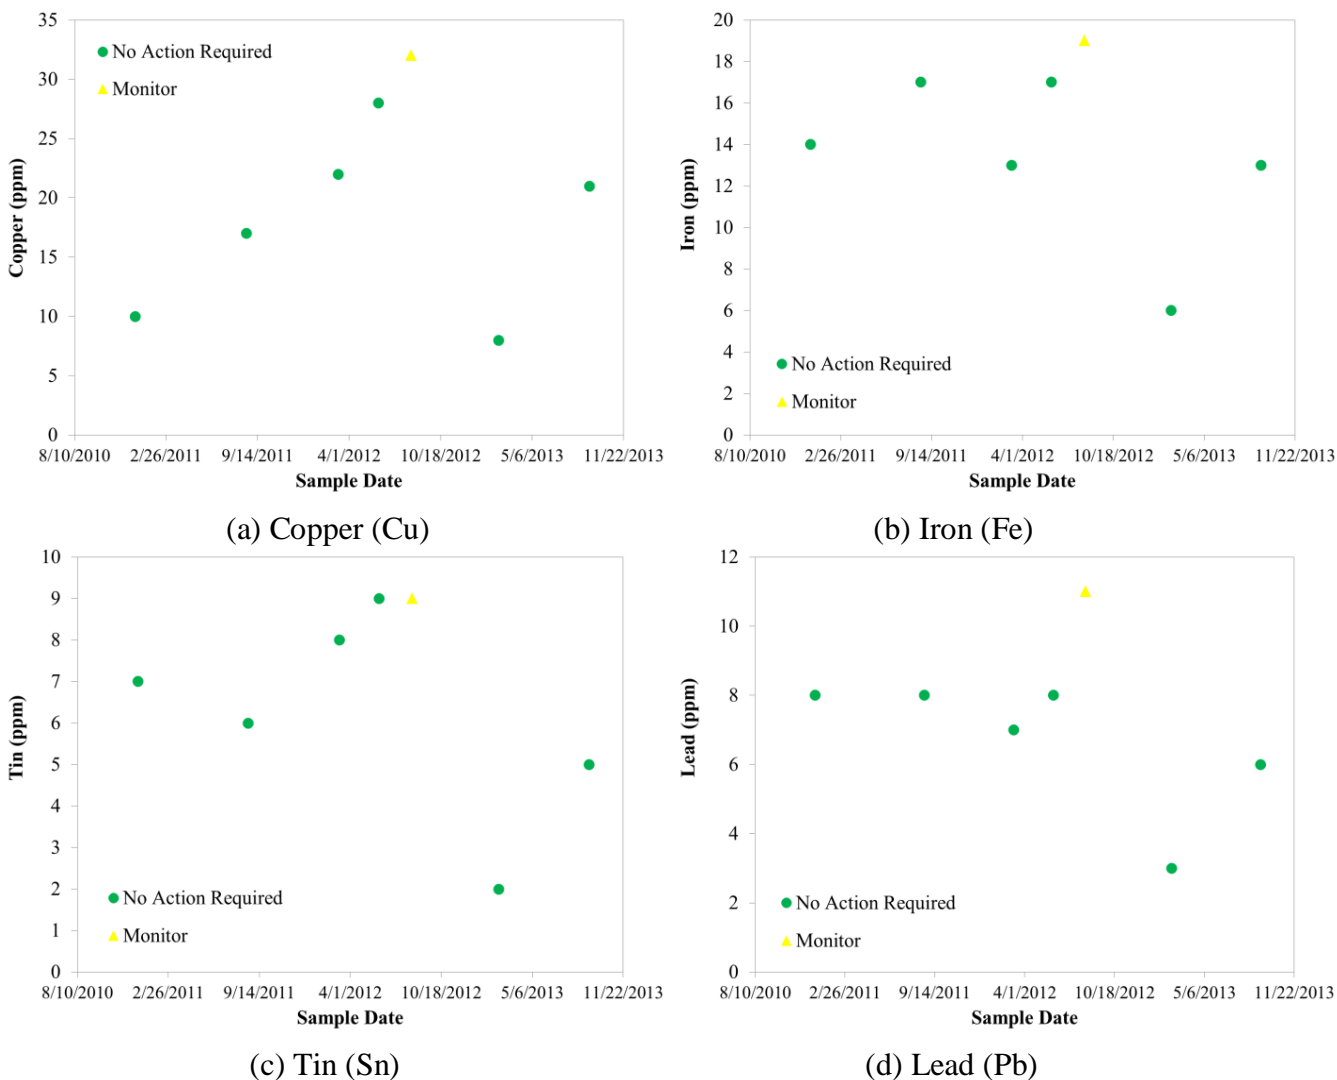 35
30
25
20
15
10
5
0
Copper (ppm)
No Action Required
Monitor
8/10/2010 2/26/2011 9/14/2011 4/1/2012 10/18/2012 5/6/2013 11/22/2013
Sample Date
(a) Copper (Cu)
20
18
16
14
12
10
8
6
4
2
0
Iron (ppm)
No Action Required
Monitor
8/10/2010 2/26/2011 9/14/2011 4/1/2012 10/18/2012 5/6/2013 11/22/2013
Sample Date
(b) Iron (Fe)
10
9
8
7
6
5
4
3
2
1
0
Tin (ppm)
No Action Required
Monitor
8/10/2010 2/26/2011 9/14/2011 4/1/2012 10/18/2012 5/6/2013 11/22/2013
Sample Date
(c) Tin (Sn)
12
10
8
6
4
2
0
Lead (ppm)
No Action Required
Monitor
8/10/2010 2/26/2011 9/14/2011 4/1/2012 10/18/2012 5/6/2013 11/22/2013
Sample Date
(d) Lead (Pb)